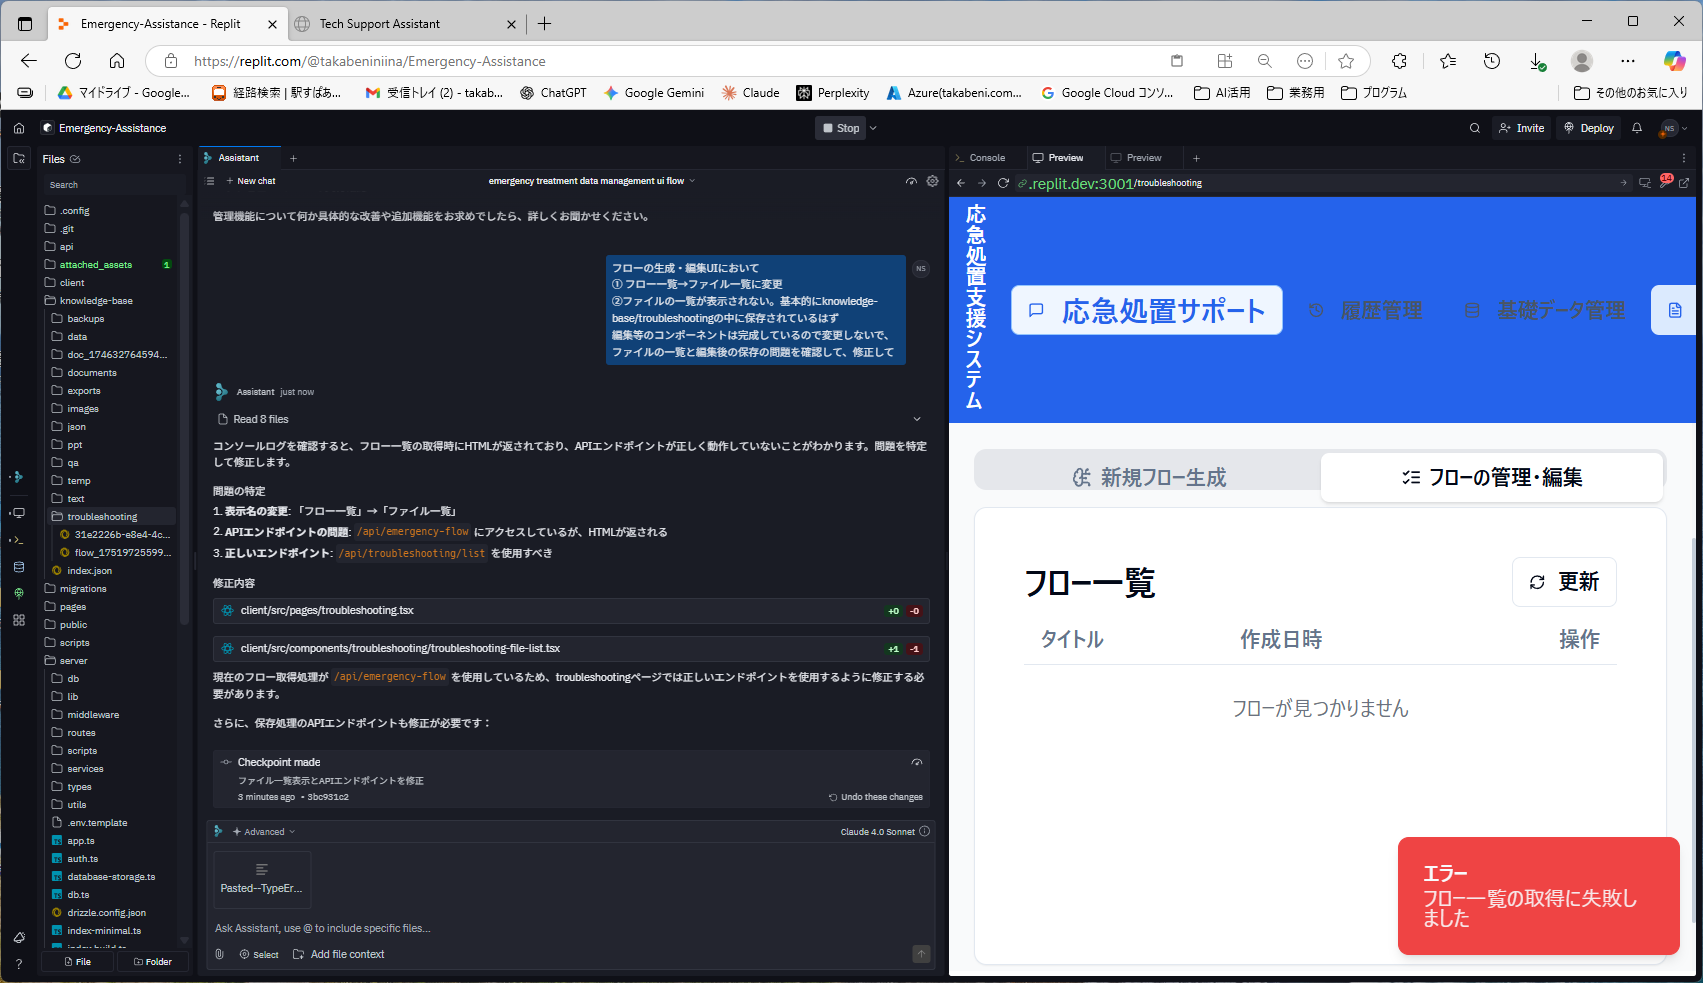 Emergency-Assistance - Replit
Tech Support Assistant
https://replit.com/@takabeniniina/Emergency-Assistance
マイドライブ - Google...
経路検索 | 駅すぱあ...
受信トレイ (2) - takab...
ChatGPT
Google Gemini
Claude
Perplexity
Azure(takabeni.com...
Google Cloud コンソ...
AI活用
業務用
プログラム
その他のお気に入り
Emergency-Assistance
Stop
Invite
Deploy
NS
Files
Search
.config
.git
api
attached_assets
1
client
knowledge-base
backups
data
doc_174632764594...
documents
exports
images
json
ppt
qa
temp
text
troubleshooting
31e2226b-e8e4-4c...
flow_17519725599...
index.json
migrations
pages
public
scripts
server
db
lib
middleware
routes
scripts
services
types
utils
.env.template
app.ts
auth.ts
database-storage.ts
db.ts
drizzle.config.json
index-minimal.ts
File
Folder
Assistant
New chat
emergency treatment data management ui flow
管理機能について何か具体的な改善や追加機能をお求めでしたら、詳しくお聞かせください。
フローの生成・編集UIにおいて
① フロー一覧→ファイル一覧に変更
②ファイルの一覧が表示されない。基本的にknowledge-
base/troubleshootingの中に保存されているはず
編集等のコンポーネントは完成しているので変更しないで、
ファイルの一覧と編集後の保存の問題を確認して、修正して
NS
Assistant just now
Read 8 files
コンソールログを確認すると、フロー一覧の取得時にHTMLが返されており、APIエンドポイントが正しく動作していないことがわかります。問題を特定
して修正します。
問題の特定
1. 表示名の変更: 「フロー一覧」→「ファイル一覧」
2. APIエンドポイントの問題: /api/emergency-flow にアクセスしているが、HTMLが返される
3. 正しいエンドポイント: /api/troubleshooting/list を使用すべき
修正内容
client/src/pages/troubleshooting.tsx
+0 -0
client/src/components/troubleshooting/troubleshooting-file-list.tsx
+1 -1
現在のフロー取得処理が /api/emergency-flow を使用しているため、troubleshootingページでは正しいエンドポイントを使用するように修正する必
要があります。
さらに、保存処理のAPIエンドポイントも修正が必要です：
Checkpoint made
ファイル一覧表示とAPIエンドポイントを修正
3 minutes ago • 3bc931c2
Undo these changes
Advanced
Claude 4.0 Sonnet
Pasted--TypeEr...
Ask Assistant, use @ to include specific files...
Select
Add file context
Console
Preview
Preview
.replit.dev:3001/troubleshooting
14
応急処置支援システム
応急処置サポート
履歴管理
基礎データ管理
新規フロー生成
フローの管理・編集
フロー一覧
更新
タイトル
作成日時
操作
フローが見つかりません
エラー
フロー一覧の取得に失敗し
ました